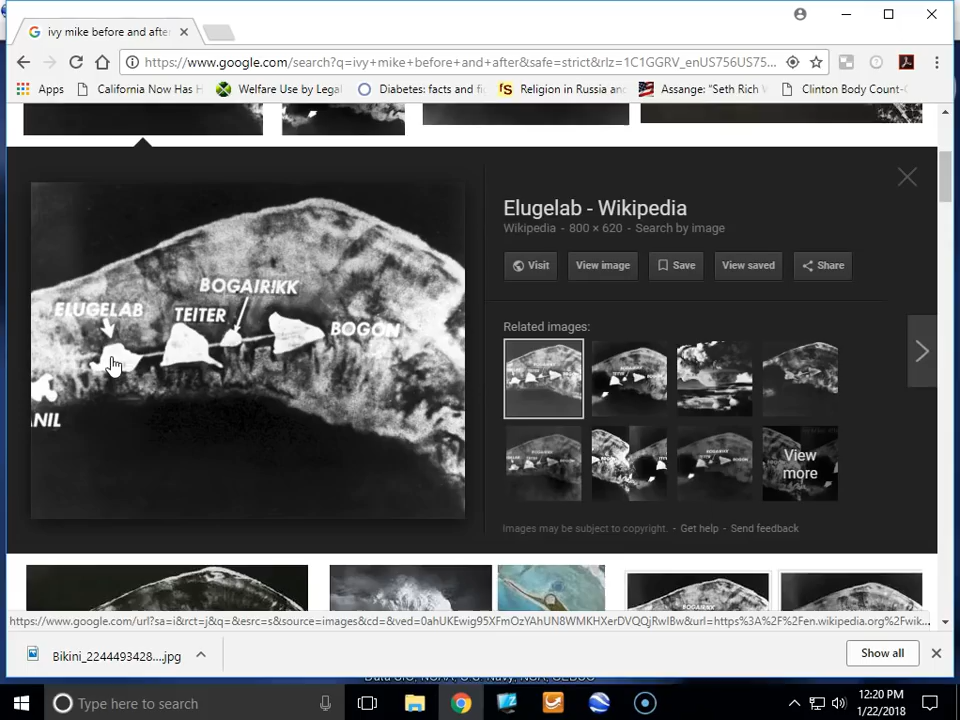 ivy mike before and after
https://www.google.com/search?q=ivy+mike+before+and+after&safe=strict&rlz=1C1GGRV_enUS756US75...
Apps California Now Has H Welfare Use by Legal Diabetes: facts and fi Religion in Russia and Assange: "Seth Rich W Clinton Body Count-C
Elugelab - Wikipedia
Wikipedia - 800 × 620 - Search by image
Visit View image Save View saved Share
BOGAIRIKK
ELUGELAB TEITER BOGON
NIL
Related images:
View
more
Images may be subject to copyright. - Get help - Send feedback
https://www.google.com/url?sa=i&rct=j&q=&esrc=s&source=images&cd=&ved=0ahUKEwig95XFmOzYAhUN8WMKHXerDVQQjRwIBw&url=https%3A%2F%2Fen.wikipedia.org%2Fwik...
Bikini_2244493428....jpg Show all
Type here to search
12:20 PM
1/22/2018